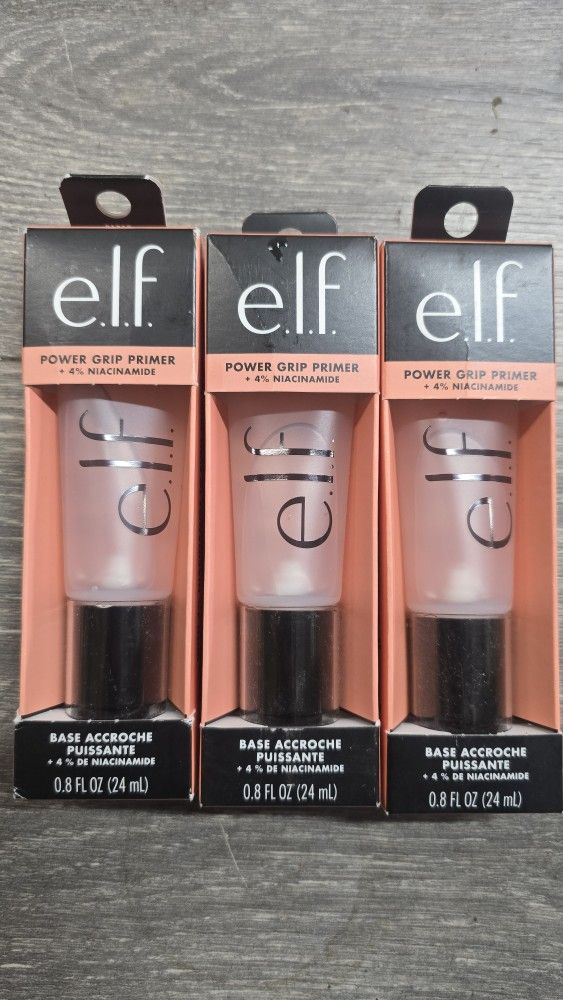 e.l.f.
POWER GRIP PRIMER
+ 4% NIACINAMIDE
e.l.f.
BASE ACCROCHE
PUISSANTE
+ 4 % DE NIACINAMIDE
0.8 FL OZ (24 mL)
e.l.f.
POWER GRIP PRIMER
+ 4% NIACINAMIDE
e.l.f.
BASE ACCROCHE
PUISSANTE
+ 4 % DE NIACINAMIDE
0.8 FL OZ (24 mL)
e.l.f.
POWER GRIP PRIMER
+ 4% NIACINAMIDE
e.l.f.
BASE ACCROCHE
PUISSANTE
+ 4 % DE NIACINAMIDE
0.8 FL OZ (24 mL)